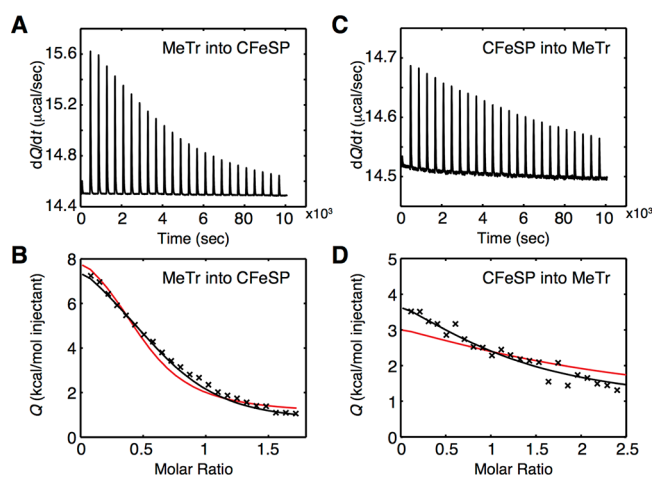 A
MeTr into CFeSP
15.6
15.2
14.8
14.4
dQ/dt (μcal/sec)
0 2 4 6 80 10
x10³
Time (sec)
C
CFeSP into MeTr
14.7
14.6
14.5
dQ/dt (μcal/sec)
0 2 4 6 80 10
x10³
Time (sec)
B
MeTr into CFeSP
8
6
4
2
0
Q (kcal/mol injectant)
0 0.5 1.0 1.5
Molar Ratio
D
CFeSP into MeTr
5
4
3
2
1
0
Q (kcal/mol injectant)
0 0.5 1 1.5 2.0 2.5
Molar Ratio